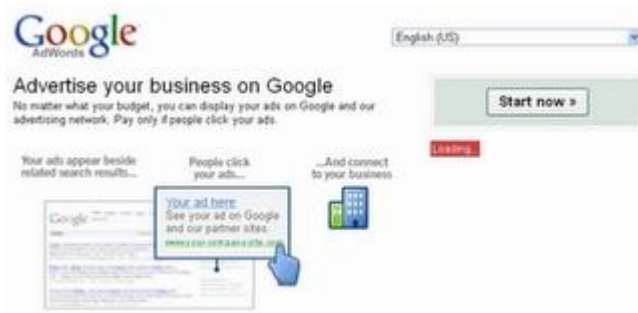 Google
AdWords
English (US)
Advertise your business on Google
No matter what your budget, you can display your ads on Google and our
advertising network. Pay only if people click your ads.
Start now »
Loading...
Your ads appear beside
related search results...
People click
your ads...
...And connect
to your business
Google
Your ad here
See your ad on Google
and our partner sites.